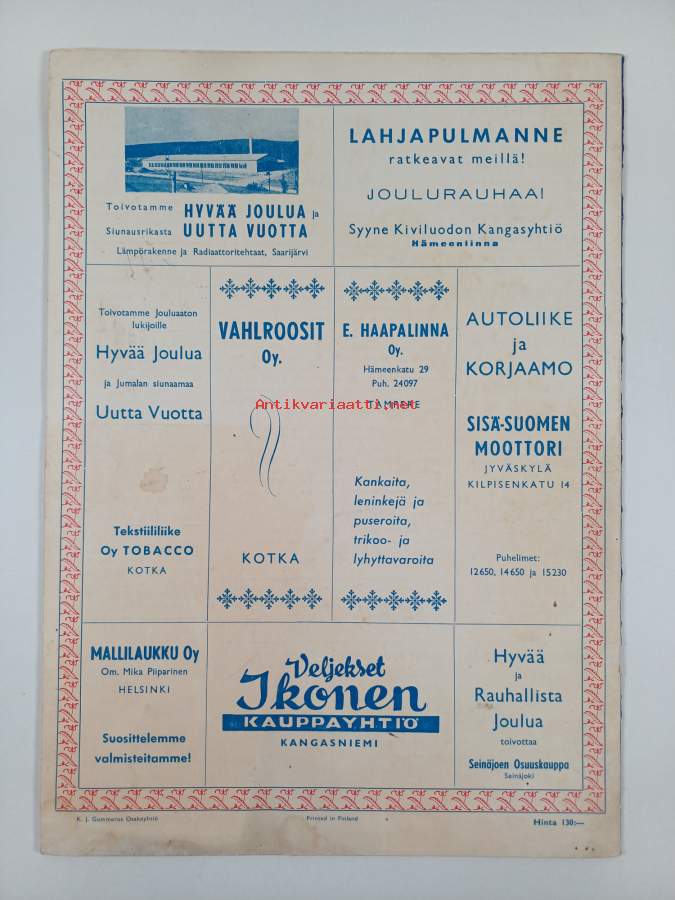 Toivotamme HYVÄÄ JOULUA ja
Siunausrikasta UUTTA VUOTTA
Lämpörakenne ja Radiaattoritehtaat, Saarijärvi
LAHJAPULMANNE
ratkeavat meillä!
JOULURAUHAA!
Syyne Kiviluodon Kangasyhtiö
Hämeenlinna
Toivotamme Jouluaaton
lukijoille
Hyvää Joulua
ja Jumalan siunaamaa
Uutta Vuotta
Tekstiililiike
Oy TOBACCO
KOTKA
VAHLROOSIT
Oy.
KOTKA
E. HAAPALINNA
Oy.
Hämeenkatu 29
Puh. 24097
TAMPERE
Kankaita,
leninkejä ja
puseroita,
trikoo- ja
lyhyttavaroita
Antikvariaatti.net
AUTOLIIKE
ja
KORJAAMO
SISÄ-SUOMEN
MOOTTORI
JYVÄSKYLÄ
KILPISENKATU 14
Puhelimet:
12650, 14650 ja 15230
MALLILAUKKU Oy
Om. Mika Piiparinen
HELSINKI
Suosittelemme
valmisteitamme!
Veljekset
Ikonen
KAUPPAYHTIÖ
KANGASNIEMI
Hyvää
ja
Rauhallista
Joulua
toivottaa
Seinäjoen Osuuskauppa
Seinäjoki
K. J. Gummerus Osakeyhtiö
Printed in Finland
Hinta 130:—